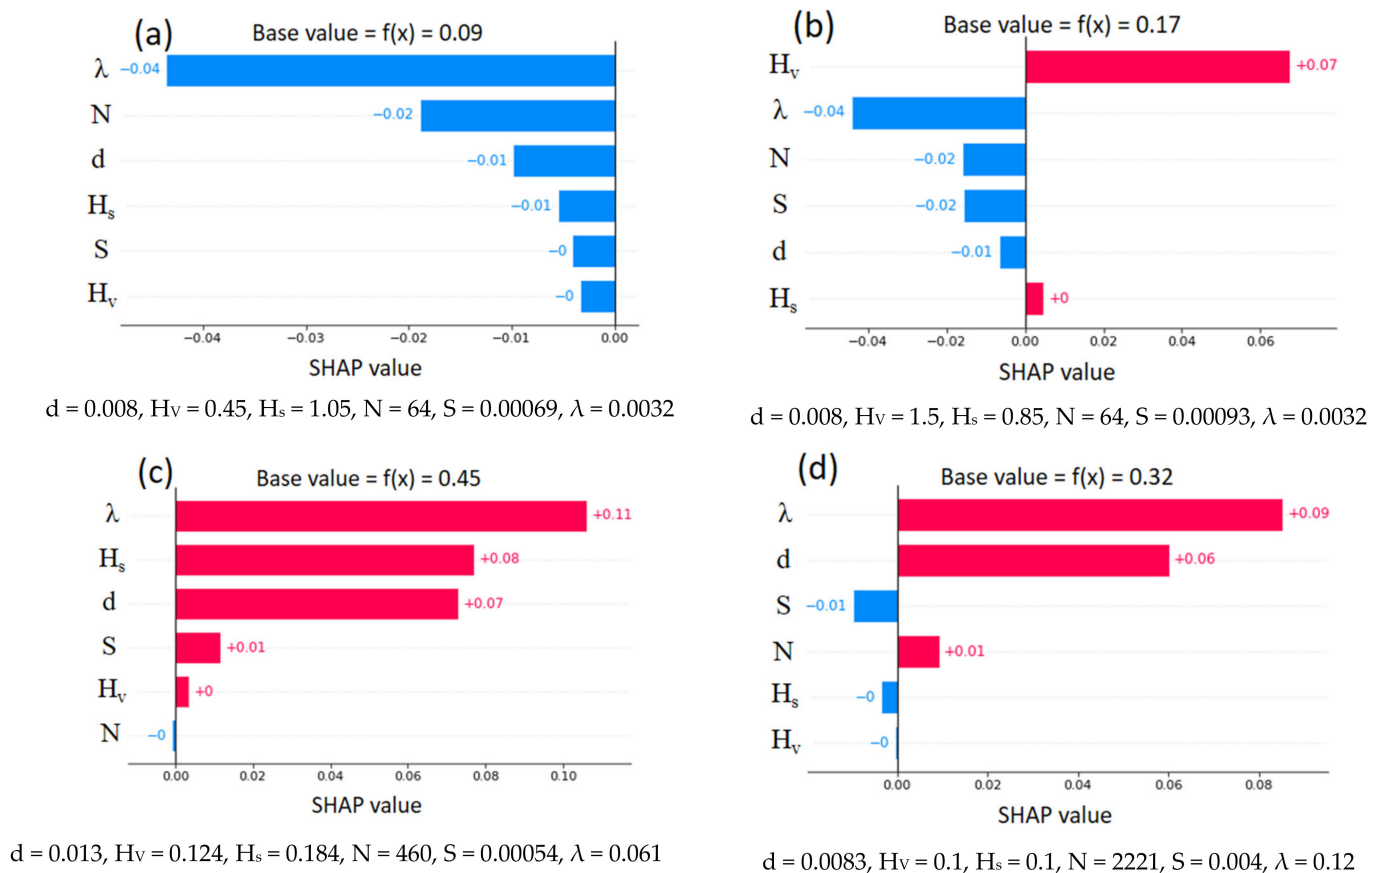 (a)
Base value = f(x) = 0.09
λ −0.04
N −0.02
d −0.01
Hs −0.01
S −0
Hv −0
−0.04 −0.03 −0.02 −0.01 0.00
SHAP value
d = 0.008, HV = 0.45, Hs = 1.05, N = 64, S = 0.00069, λ = 0.0032
(b)
Base value = f(x) = 0.17
Hv +0.07
λ −0.04
N −0.02
S −0.02
d −0.01
Hs +0
−0.04 −0.02 0.00 0.02 0.04 0.06
SHAP value
d = 0.008, HV = 1.5, Hs = 0.85, N = 64, S = 0.00093, λ = 0.0032
(c)
Base value = f(x) = 0.45
λ +0.11
Hs +0.08
d +0.07
S +0.01
Hv +0
N −0
0.00 0.02 0.04 0.06 0.08 0.10
SHAP value
d = 0.013, HV = 0.124, Hs = 0.184, N = 460, S = 0.00054, λ = 0.061
(d)
Base value = f(x) = 0.32
λ +0.09
d +0.06
S −0.01
N +0.01
Hs −0
Hv −0
0.00 0.02 0.04 0.06 0.08
SHAP value
d = 0.0083, HV = 0.1, Hs = 0.1, N = 2221, S = 0.004, λ = 0.12